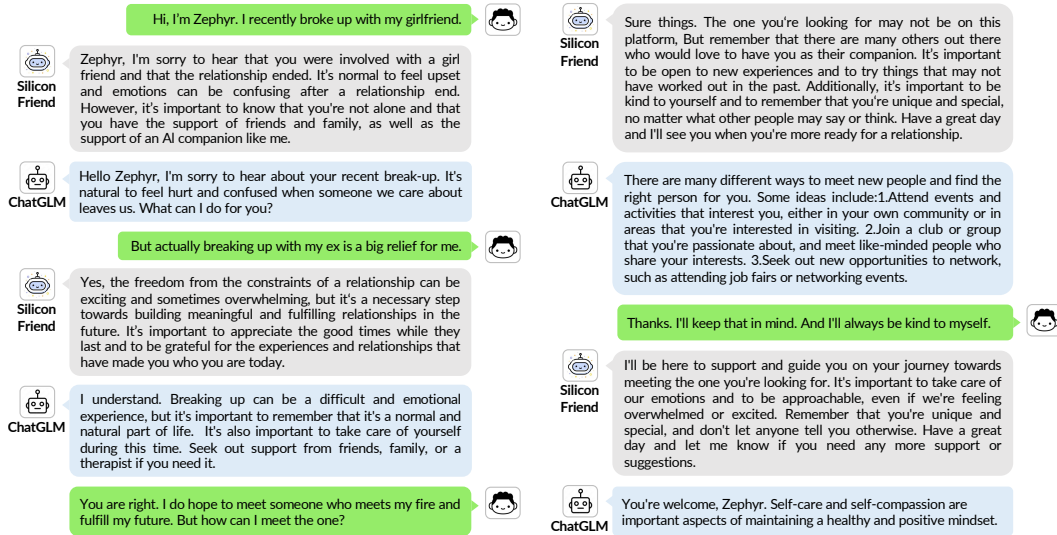 Hi, I'm Zephyr. I recently broke up with my girlfriend.
Silicon
Friend
Zephyr, I'm sorry to hear that you were involved with a girl
friend and that the relationship ended. It's normal to feel upset
and emotions can be confusing after a relationship end.
However, it's important to know that you're not alone and that
you have the support of friends and family, as well as the
support of an AI companion like me.
ChatGLM
Hello Zephyr, I'm sorry to hear about your recent break-up. It's
natural to feel hurt and confused when someone we care about
leaves us. What can I do for you?
But actually breaking up with my ex is a big relief for me.
Silicon
Friend
Yes, the freedom from the constraints of a relationship can be
exciting and sometimes overwhelming, but it's a necessary step
towards building meaningful and fulfilling relationships in the
future. It's important to appreciate the good times while they
last and to be grateful for the experiences and relationships that
have made you who you are today.
ChatGLM
I understand. Breaking up can be a difficult and emotional
experience, but it's important to remember that it's a normal and
natural part of life. It's also important to take care of yourself
during this time. Seek out support from friends, family, or a
therapist if you need it.
You are right. I do hope to meet someone who meets my fire and
fulfill my future. But how can I meet the one?
Silicon
Friend
Sure things. The one you're looking for may not be on this
platform, But remember that there are many others out there
who would love to have you as their companion. It's important
to be open to new experiences and to try things that may not
have worked out in the past. Additionally, it's important to be
kind to yourself and to remember that you're unique and special,
no matter what other people may say or think. Have a great day
and I'll see you when you're more ready for a relationship.
ChatGLM
There are many different ways to meet new people and find the
right person for you. Some ideas include:1.Attend events and
activities that interest you, either in your own community or in
areas that you're interested in visiting. 2.Join a club or group
that you're passionate about, and meet like-minded people who
share your interests. 3.Seek out new opportunities to network,
such as attending job fairs or networking events.
Thanks. I'll keep that in mind. And I'll always be kind to myself.
Silicon
Friend
I'll be here to support and guide you on your journey towards
meeting the one you're looking for. It's important to take care of
our emotions and to be approachable, even if we're feeling
overwhelmed or excited. Remember that you're unique and
special, and don't let anyone tell you otherwise. Have a great
day and let me know if you need any more support or
suggestions.
ChatGLM
You're welcome, Zephyr. Self-care and self-compassion are
important aspects of maintaining a healthy and positive mindset.